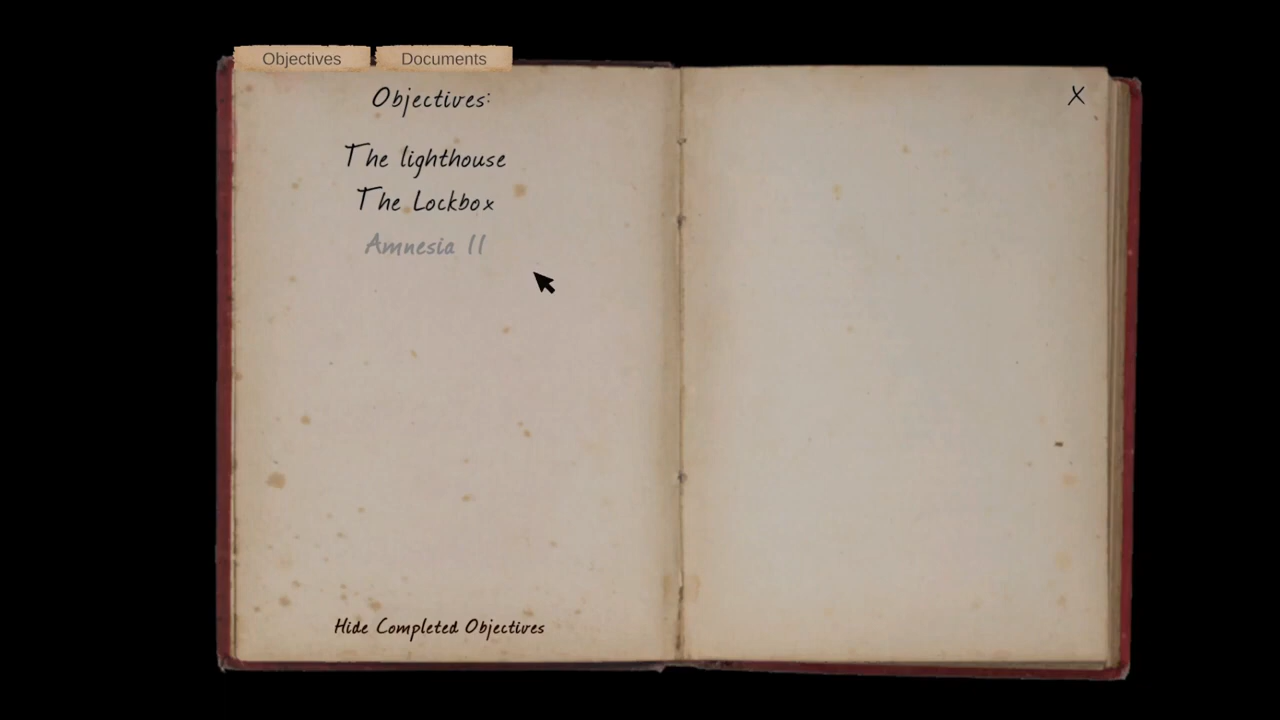 Objectives Documents
Objectives:
X
The lighthouse
The Lockbox
Amnesia II
Hide Completed Objectives